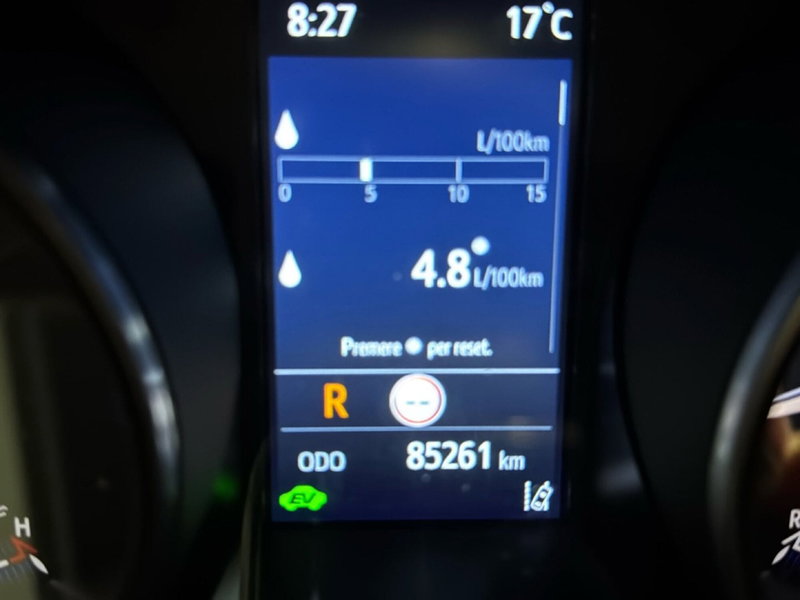 8:27 17°C
L/100km
0 5 10 15
4.8 L/100km
Premere per reset.
R --
ODO 85261 km
EV
H
R